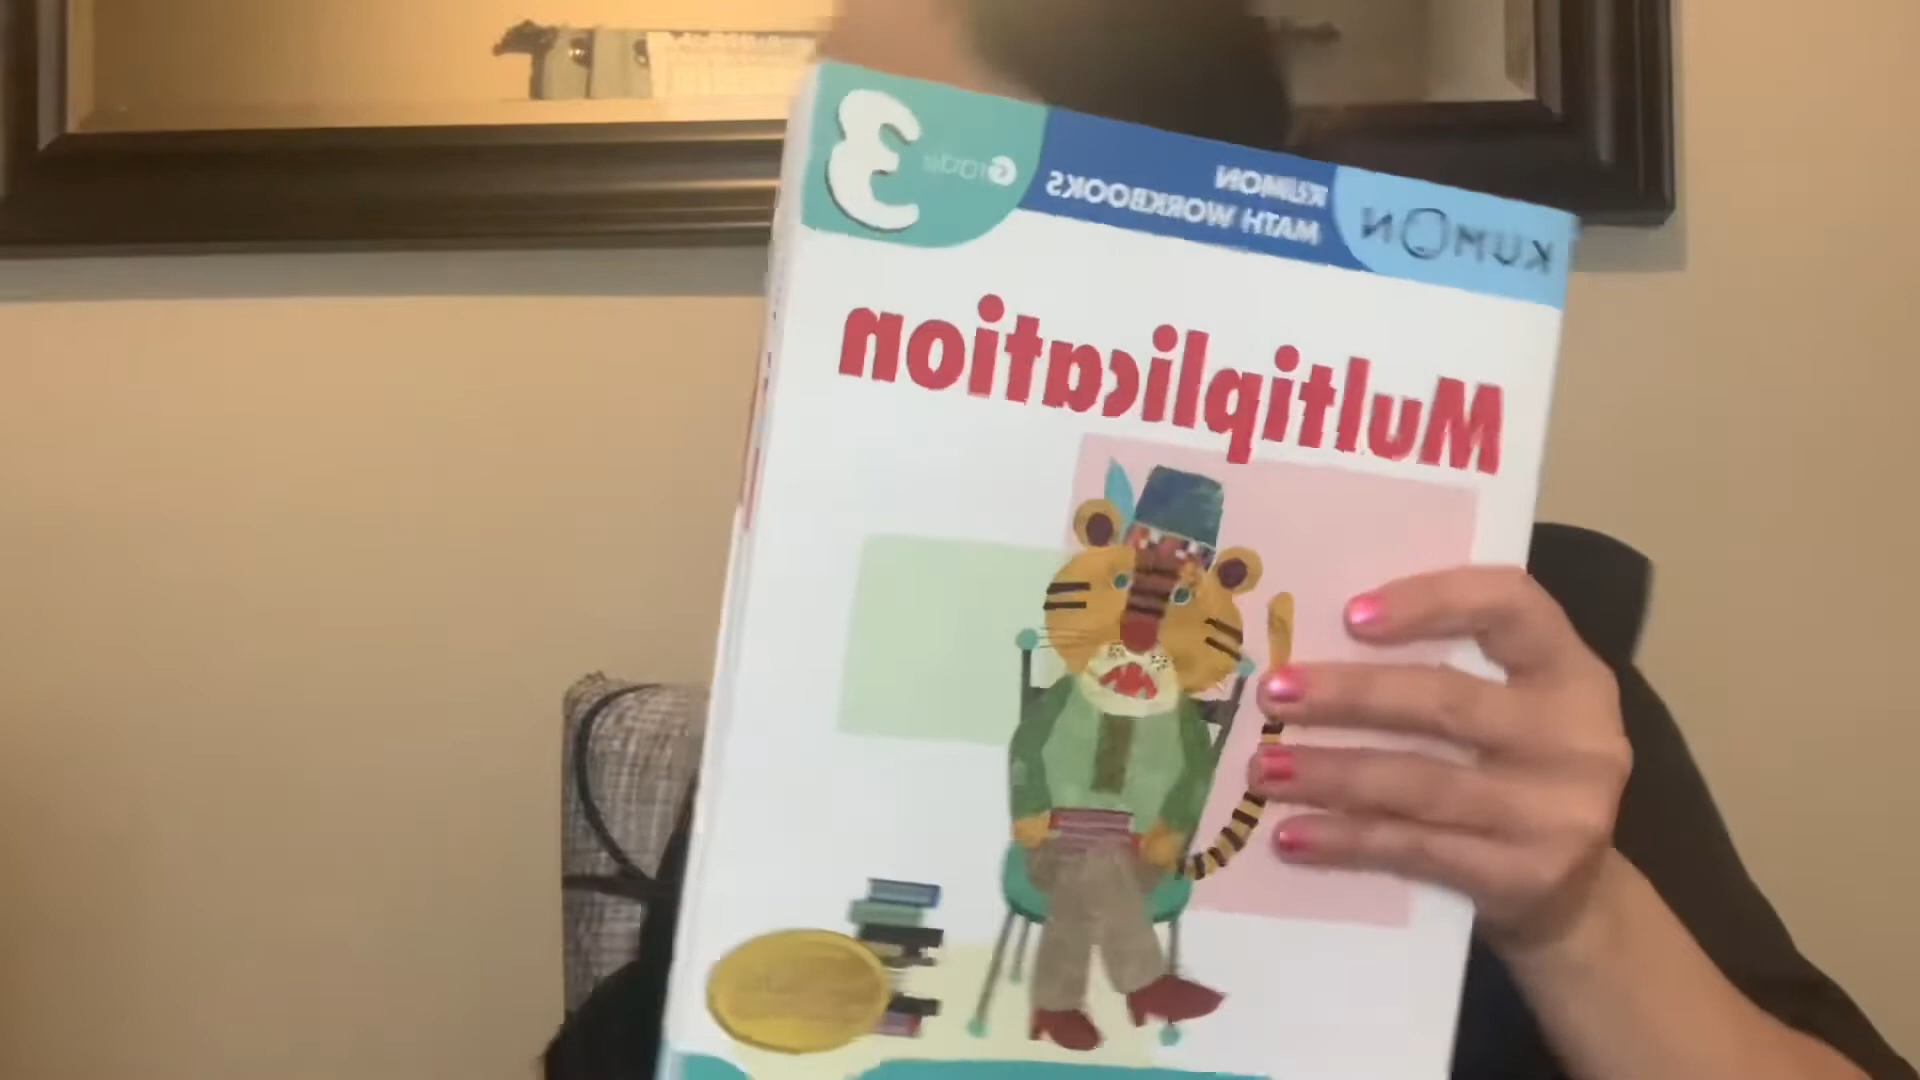 KUMON
KUMON
MATH WORKBOOKS
Grade
3
Multiplication